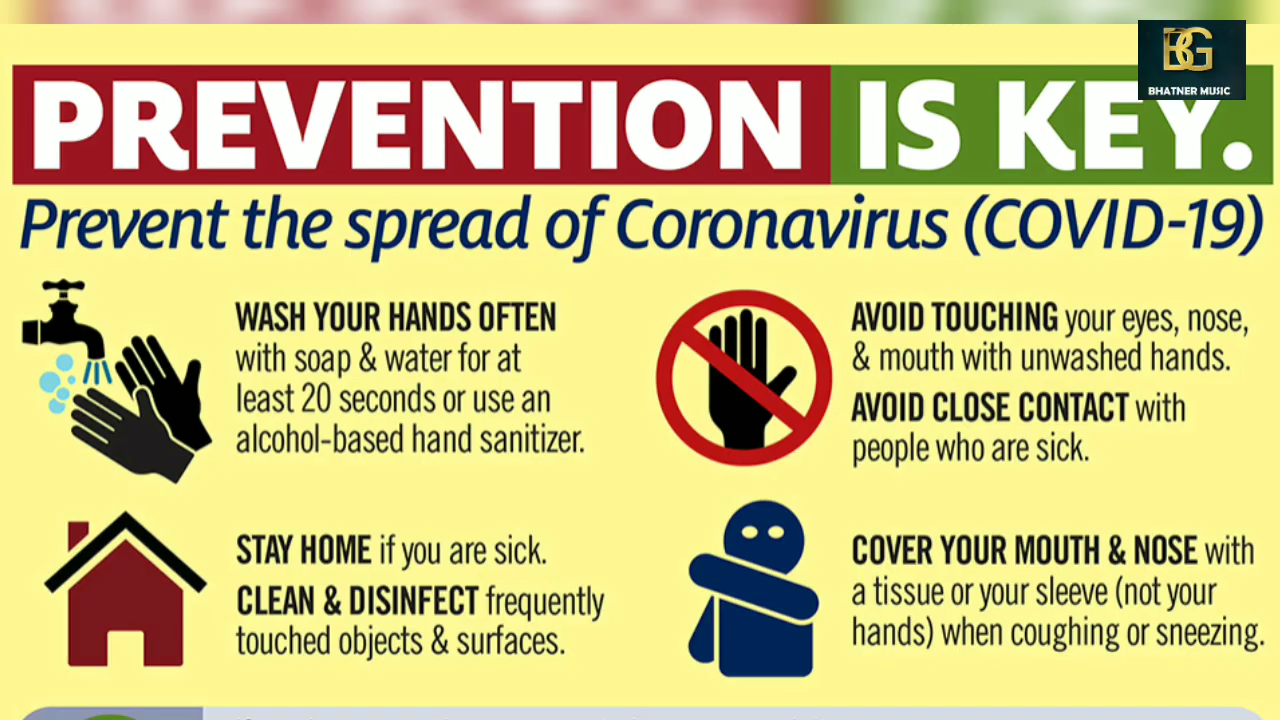 BG
BHATNER MUSIC
PREVENTION IS KEY.
Prevent the spread of Coronavirus (COVID-19)
WASH YOUR HANDS OFTEN
with soap & water for at
least 20 seconds or use an
alcohol-based hand sanitizer.
AVOID TOUCHING your eyes, nose,
& mouth with unwashed hands.
AVOID CLOSE CONTACT with
people who are sick.
STAY HOME if you are sick.
CLEAN & DISINFECT frequently
touched objects & surfaces.
COVER YOUR MOUTH & NOSE with
a tissue or your sleeve (not your
hands) when coughing or sneezing.